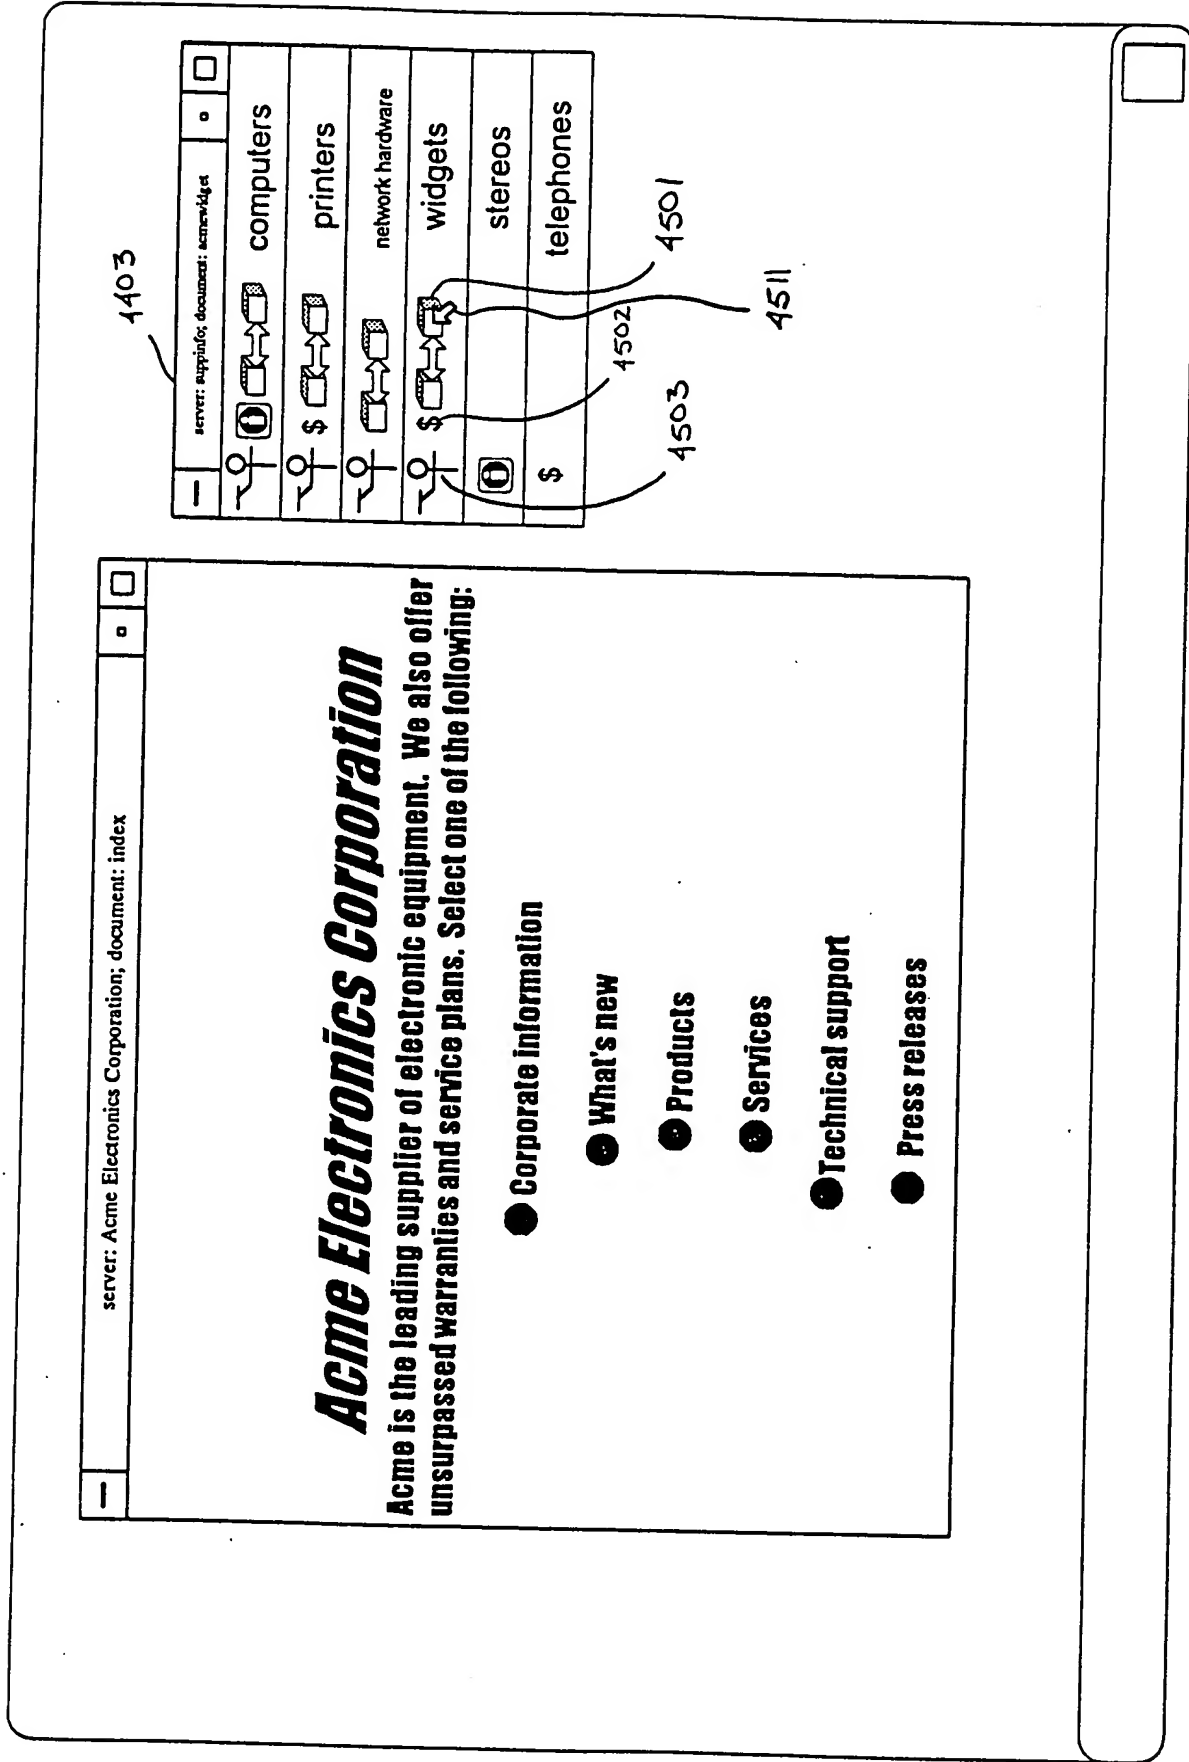 server: Acme Electronics Corporation; document: index
Acme Electronics Corporation
Acme is the leading supplier of electronic equipment. We also offer
unsurpassed warranties and service plans. Select one of the following:
Corporate information
What's new
Products
Services
Technical support
Press releases
4403
server: suppinfo; document: acmewidget
i computers
$ printers
network hardware
$ widgets
i stereos
$ telephones
4503
4502
4511
4501